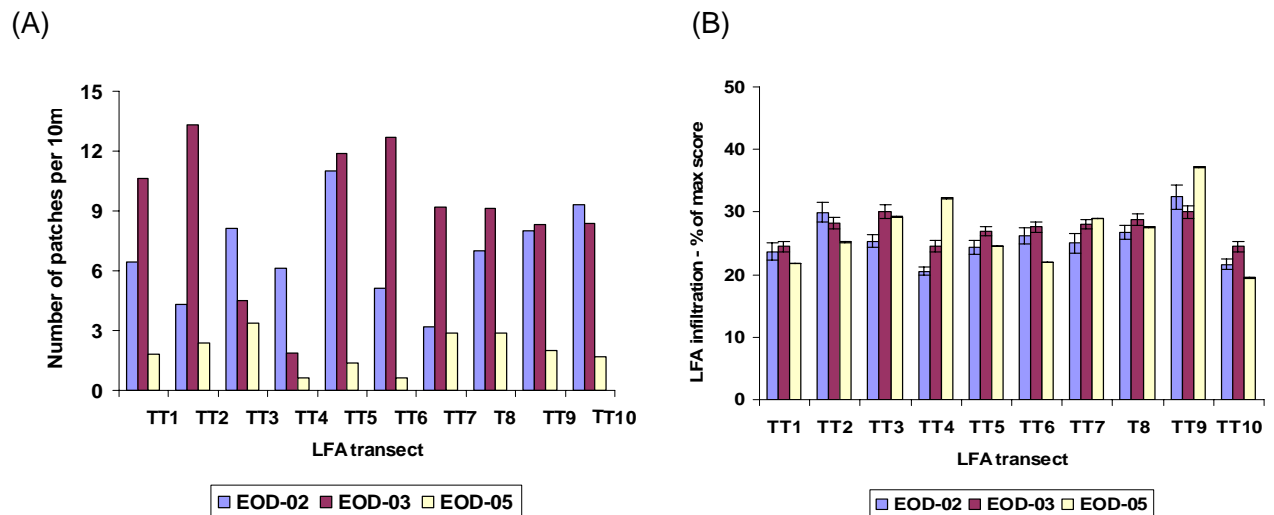 (A)
Number of patches per 10m
15
12
9
6
3
0
TT1 TT2 TT3 TT4 TT5 TT6 TT7 T8 TT9 TT10
LFA transect
EOD-02 EOD-03 EOD-05
(B)
LFA infiltration - % of max score
50
40
30
20
10
0
TT1 TT2 TT3 TT4 TT5 TT6 TT7 T8 TT9 TT10
LFA transect
EOD-02 EOD-03 EOD-05